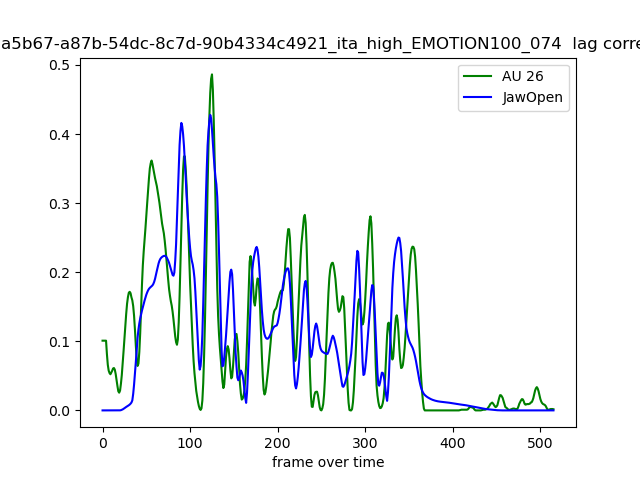 a5b67-a87b-54dc-8c7d-90b4334c4921_ita_high_EMOTION100_074 lag corre
AU 26
JawOpen
0.5
0.4
0.3
0.2
0.1
0.0
0 100 200 300 400 500
frame over time